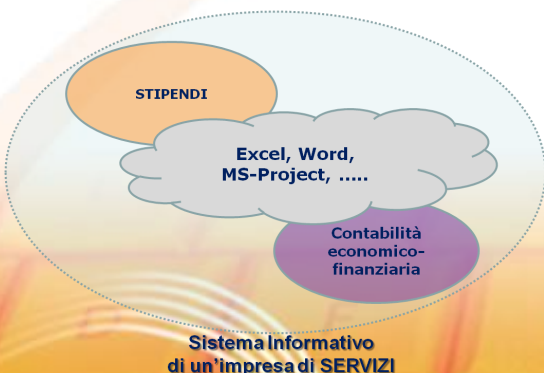 STIPENDI
Excel, Word,
MS-Project, .....
Contabilità
economico-
finanziaria
Sistema Informativo
di un'impresa di SERVIZI